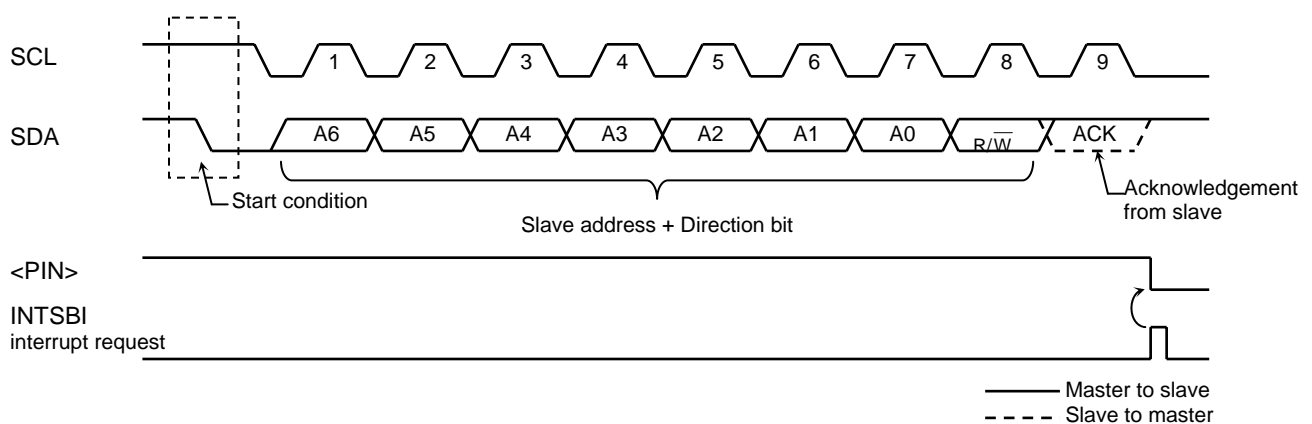 SCL
1 2 3 4 5 6 7 8 9
SDA
A6 A5 A4 A3 A2 A1 A0 R/W̅ ACK
Start condition
Slave address + Direction bit
Acknowledgement
from slave
<PIN>
INTSBI
interrupt request
Master to slave
Slave to master